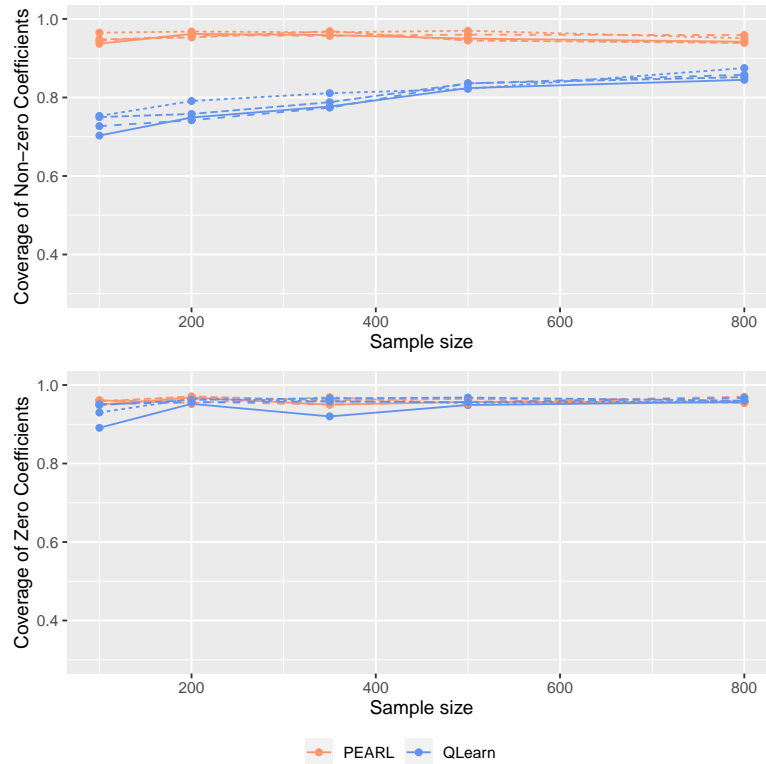 Coverage of Non−zero Coefficients
1.0
0.8
0.6
0.4
200 400 600 800
Sample size
Coverage of Zero Coefficients
1.0
0.8
0.6
0.4
200 400 600 800
Sample size
PEARL QLearn